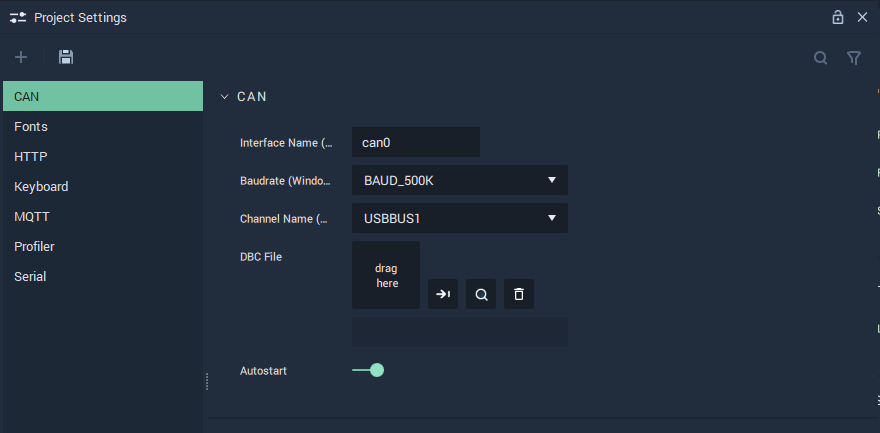 Project Settings
CAN
Fonts
HTTP
Keyboard
MQTT
Profiler
Serial
CAN
Interface Name (...
can0
Baudrate (Windo...
BAUD_500K
Channel Name (...
USBBUS1
DBC File
drag
here
Autostart